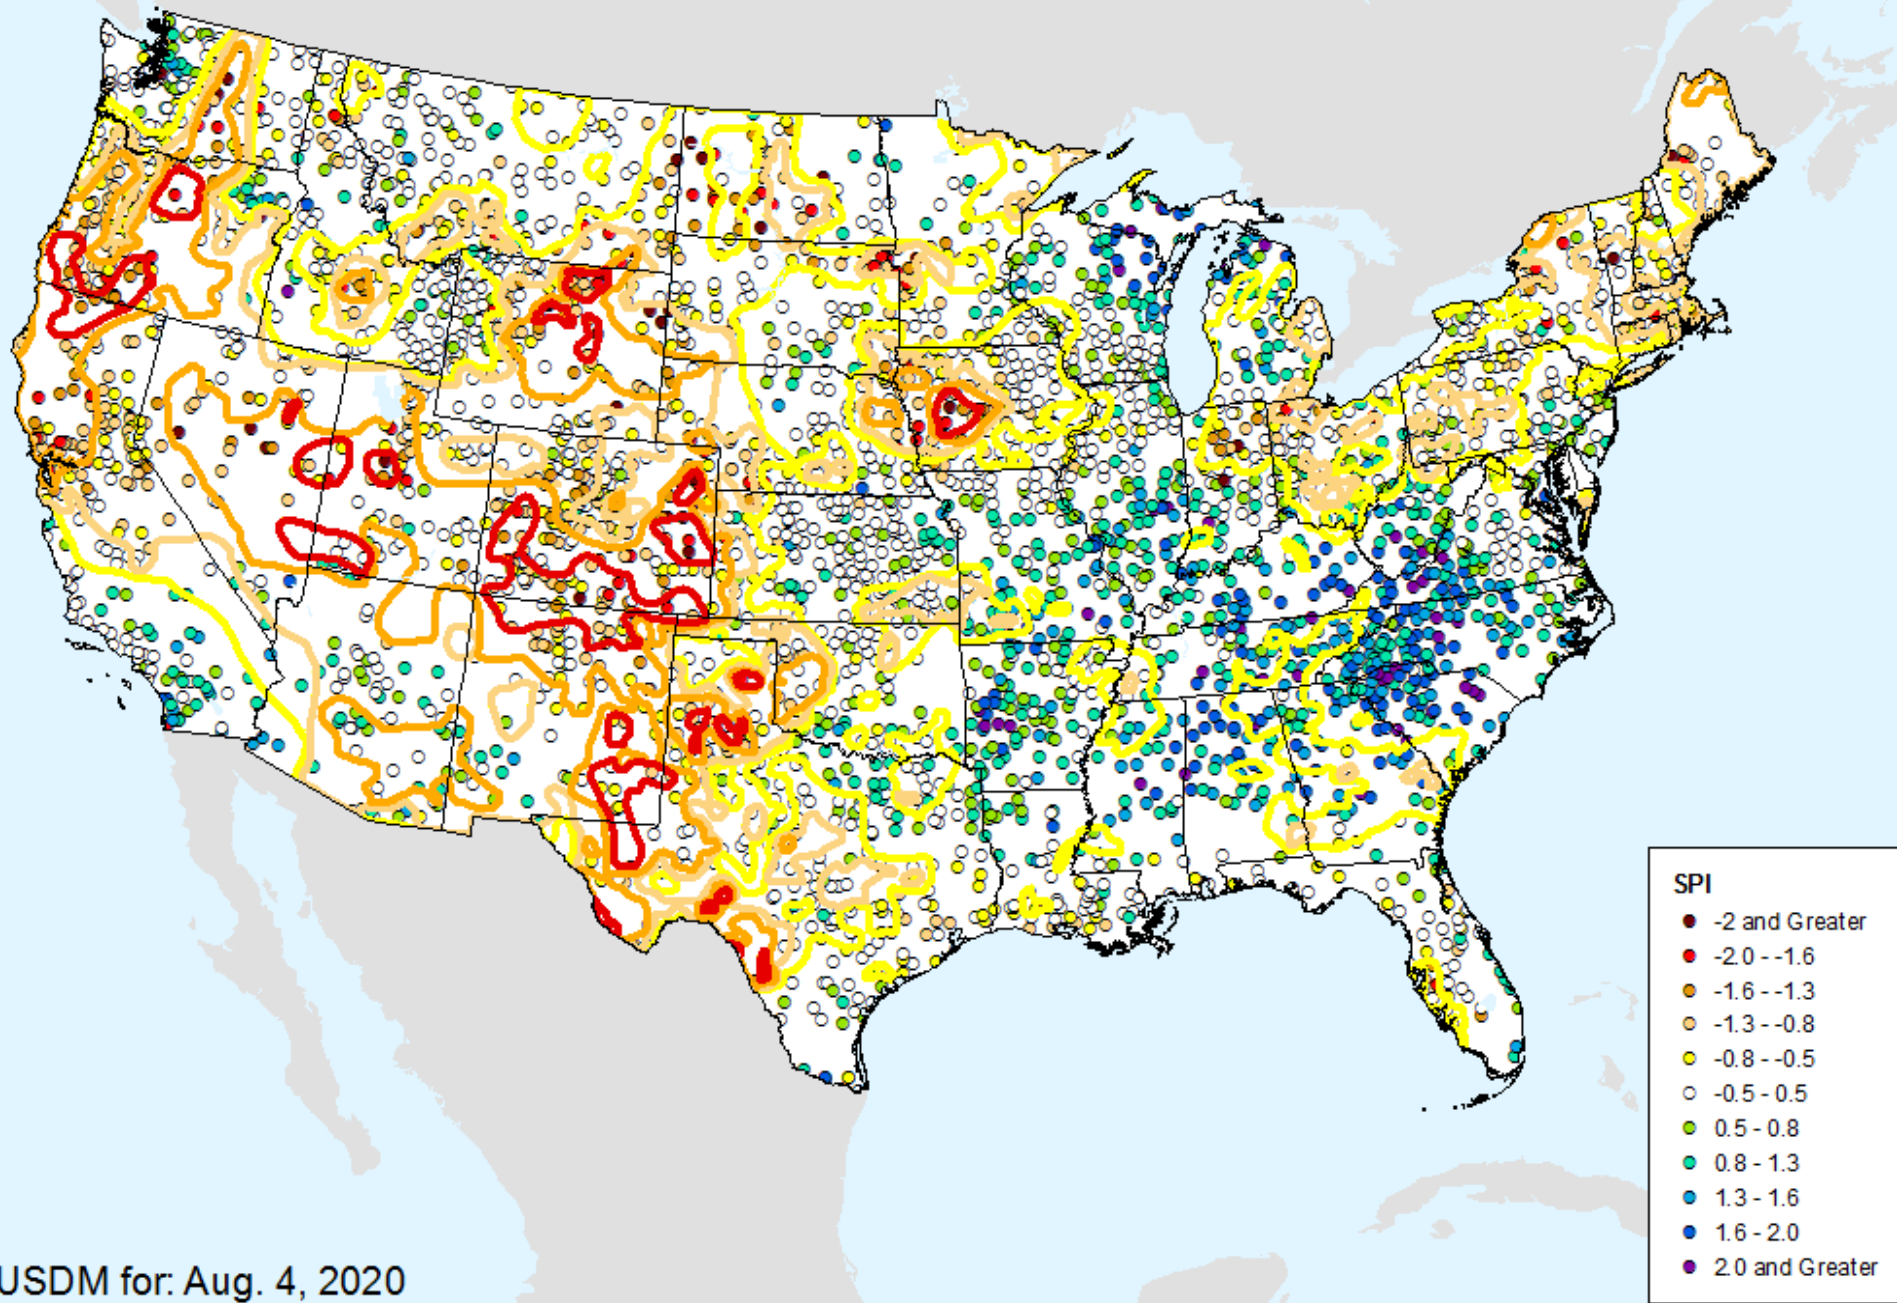 SPI
-2 and Greater
-2.0 - -1.6
-1.6 - -1.3
-1.3 - -0.8
-0.8 - -0.5
-0.5 - 0.5
0.5 - 0.8
0.8 - 1.3
1.3 - 1.6
1.6 - 2.0
2.0 and Greater
USDM for: Aug. 4, 2020